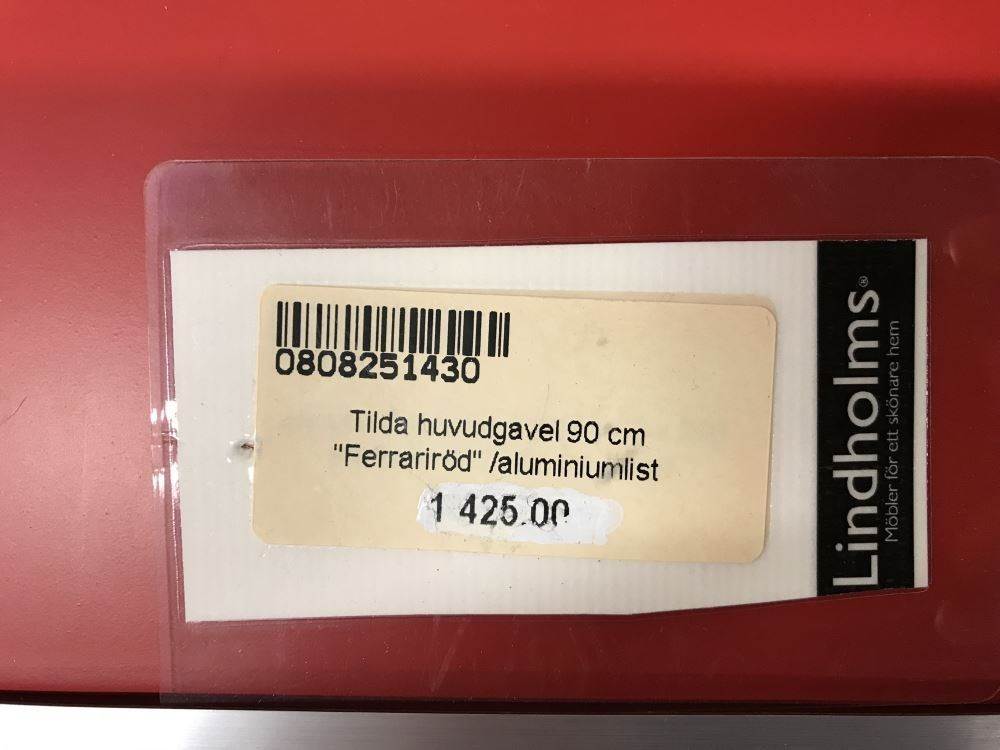 0808251430
Tilda huvudgavel 90 cm
"Ferrariröd" /aluminiumlist
1 425.00
Lindholms®
Möbler för ett skönare hem